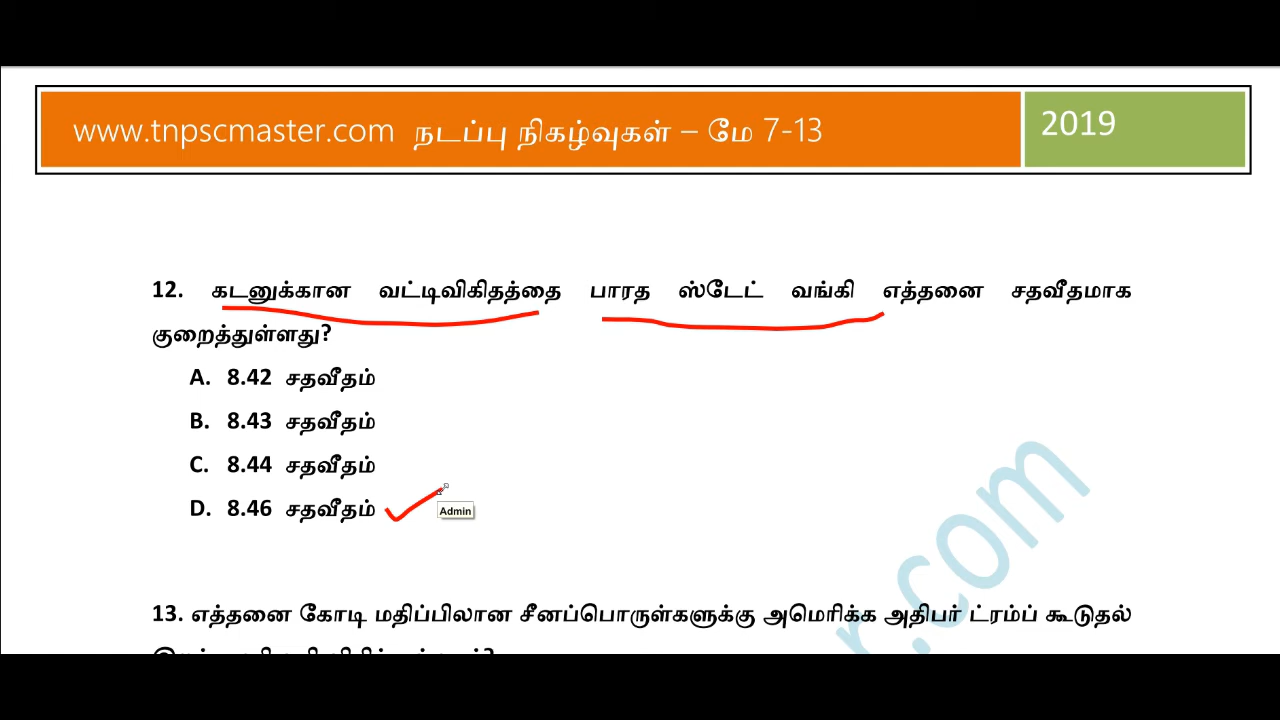 www.tnpscmaster.com நடப்பு நிகழ்வுகள் – மே 7-13
2019
12. கடனுக்கான வட்டிவிகிதத்தை பாரத ஸ்டேட் வங்கி எத்தனை சதவீதமாக
குறைத்துள்ளது?
A. 8.42 சதவீதம்
B. 8.43 சதவீதம்
C. 8.44 சதவீதம்
D. 8.46 சதவீதம்
Admin
13. எத்தனை கோடி மதிப்பிலான சீனப்பொருள்களுக்கு அமெரிக்க அதிபர் ட்ரம்ப் கூடுதல்
r.com